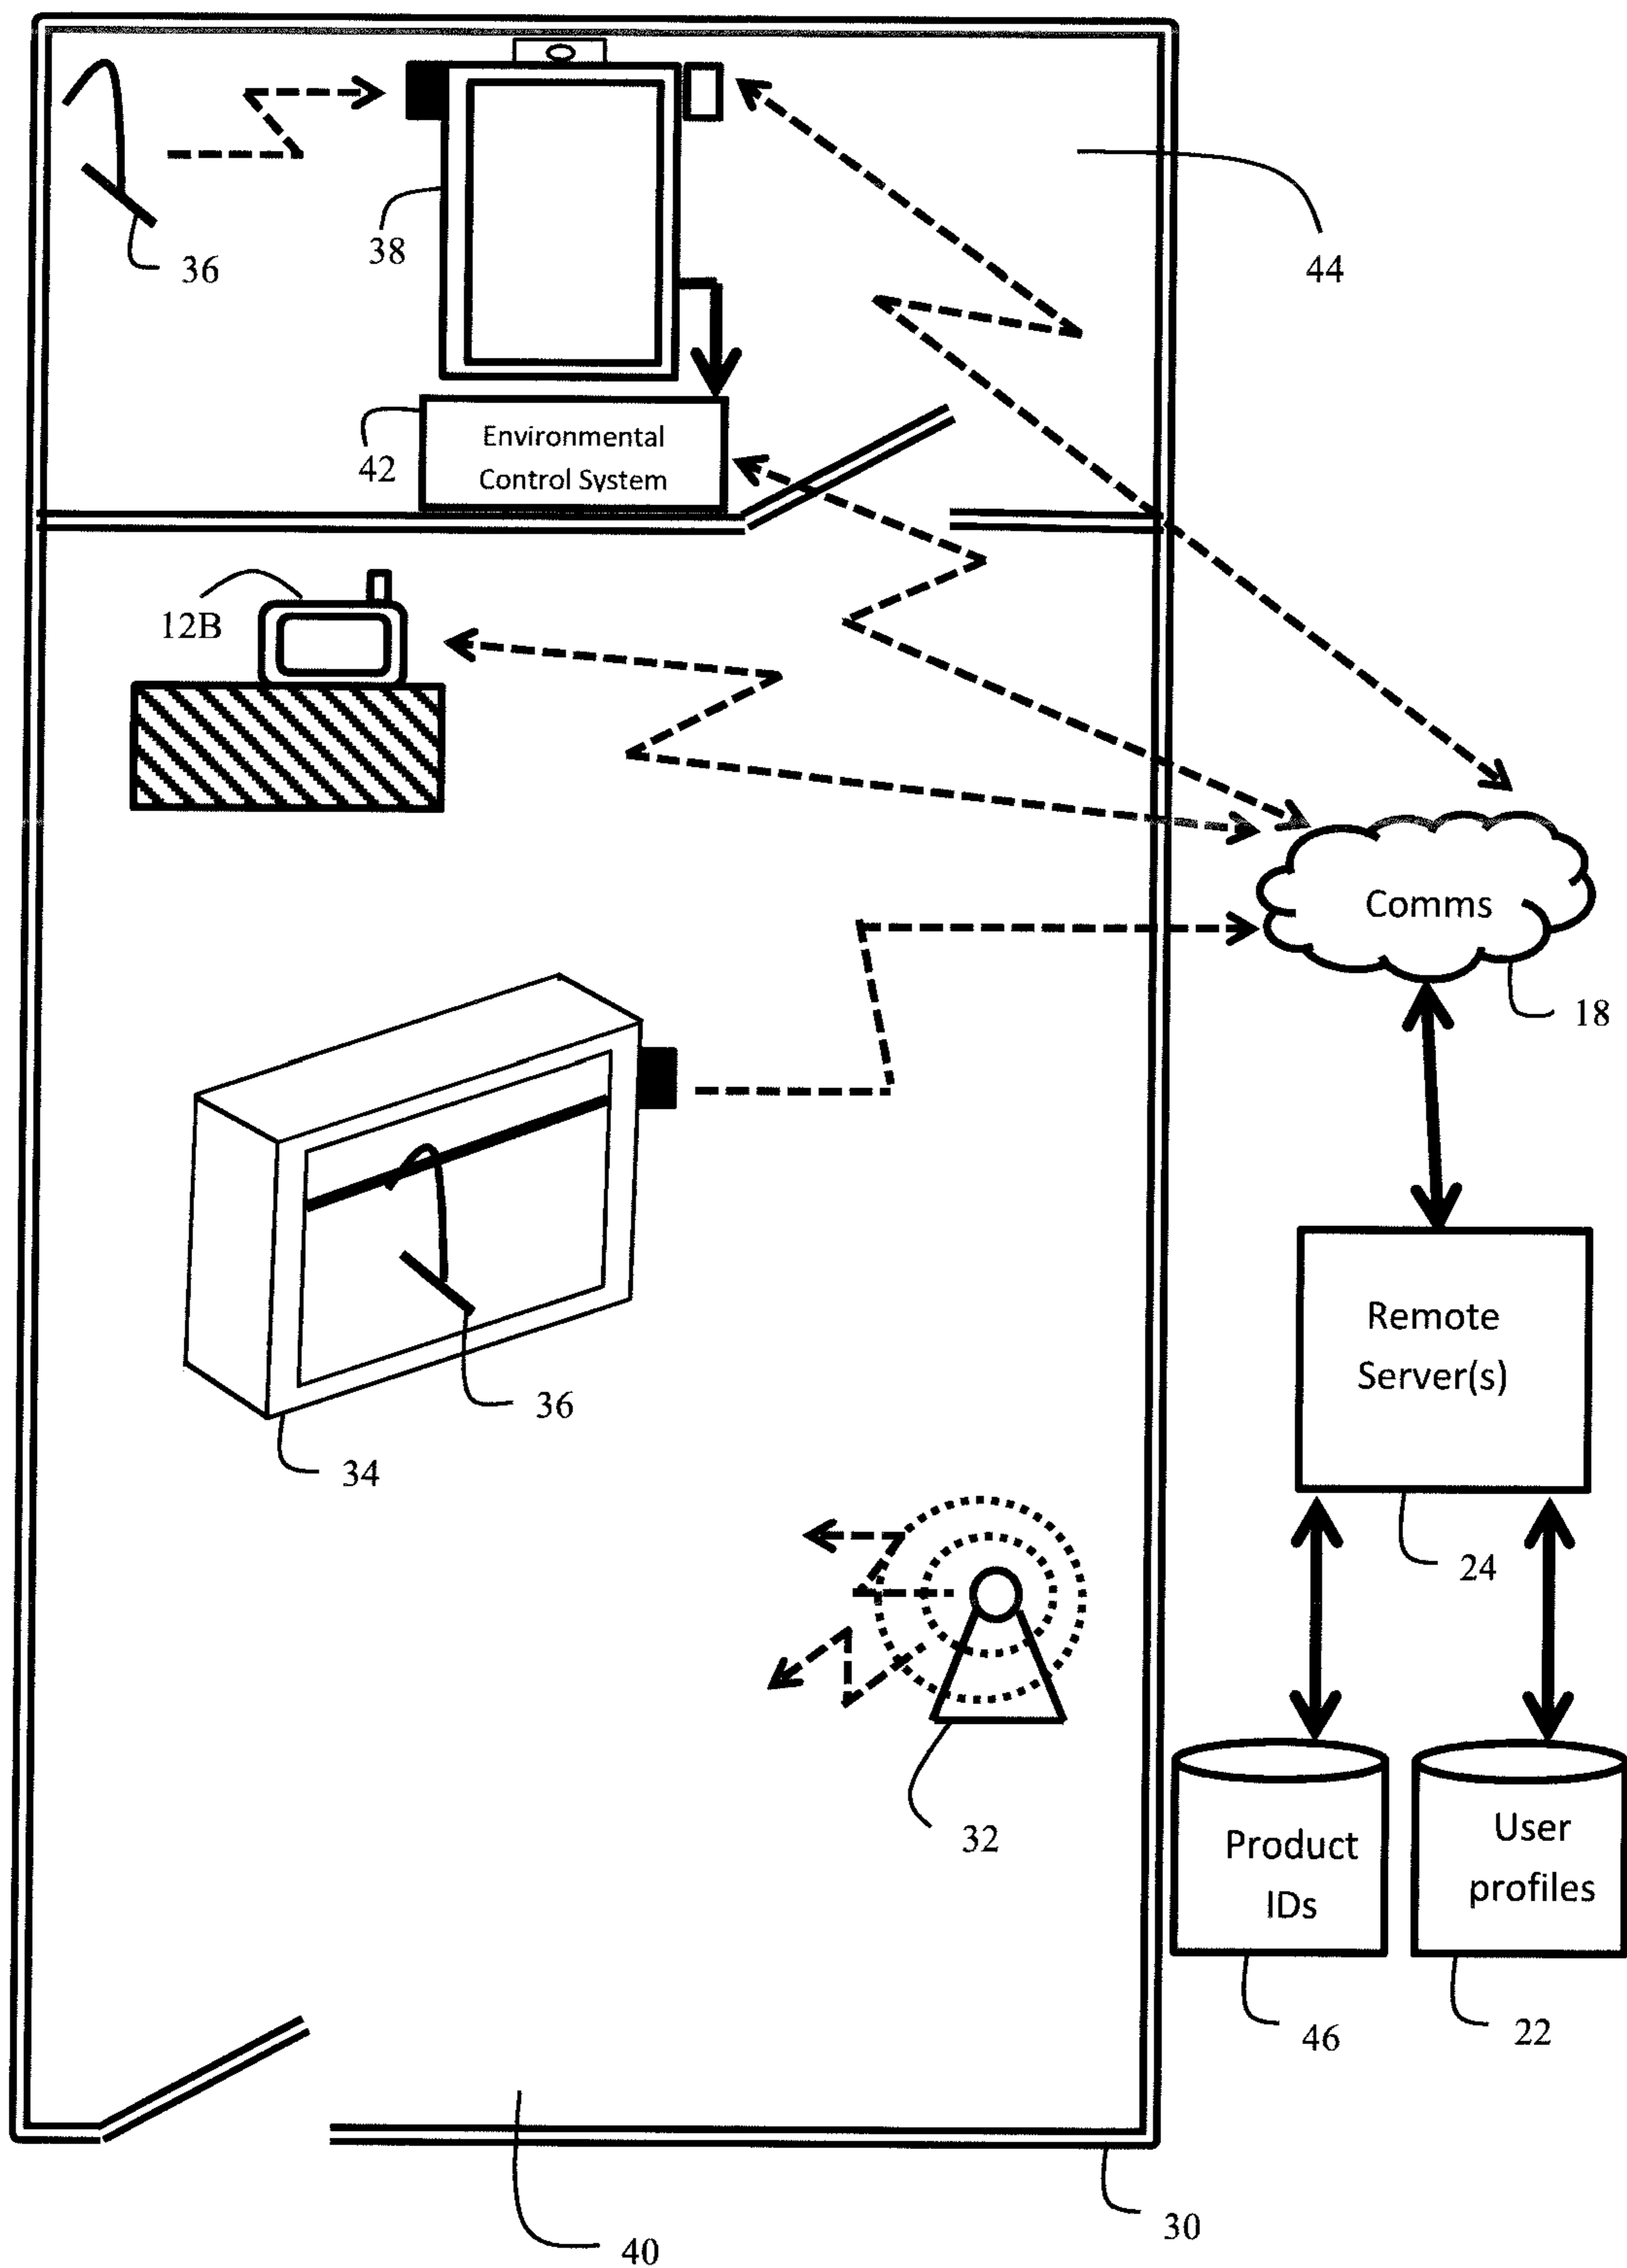 36
38
44
Environmental
Control System
42
12B
Comms
18
Remote
Server(s)
36
34
24
32
Product
IDs
User
profiles
46
22
30
40